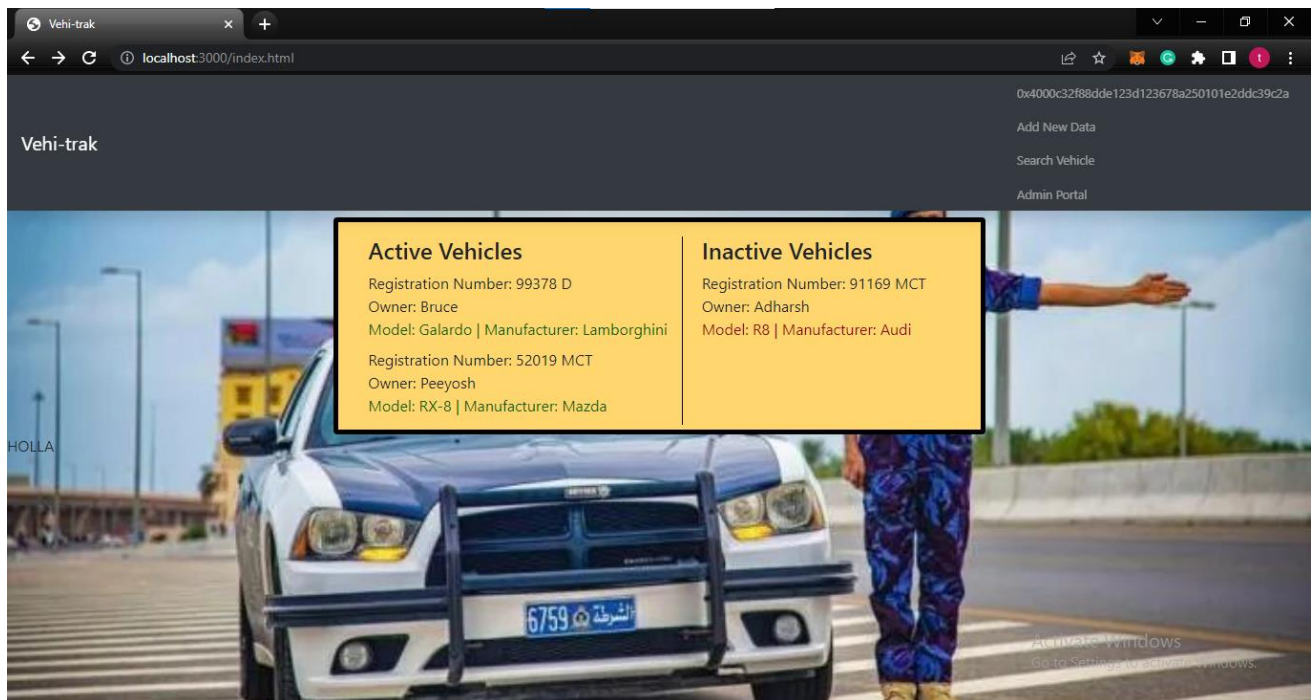 Vehi-trak
localhost:3000/index.html
t
0x4000c32f88dde123d123678a250101e2ddc39c2a
Add New Data
Vehi-trak
Search Vehicle
Admin Portal
Active Vehicles
Registration Number: 99378 D
Owner: Bruce
Model: Galardo | Manufacturer: Lamborghini
Registration Number: 52019 MCT
Owner: Peeyosh
Model: RX-8 | Manufacturer: Mazda
Inactive Vehicles
Registration Number: 91169 MCT
Owner: Adharsh
Model: R8 | Manufacturer: Audi
HOLLA
6759 الشرطة
Activate Windows
Go to Settings to activate Windows.